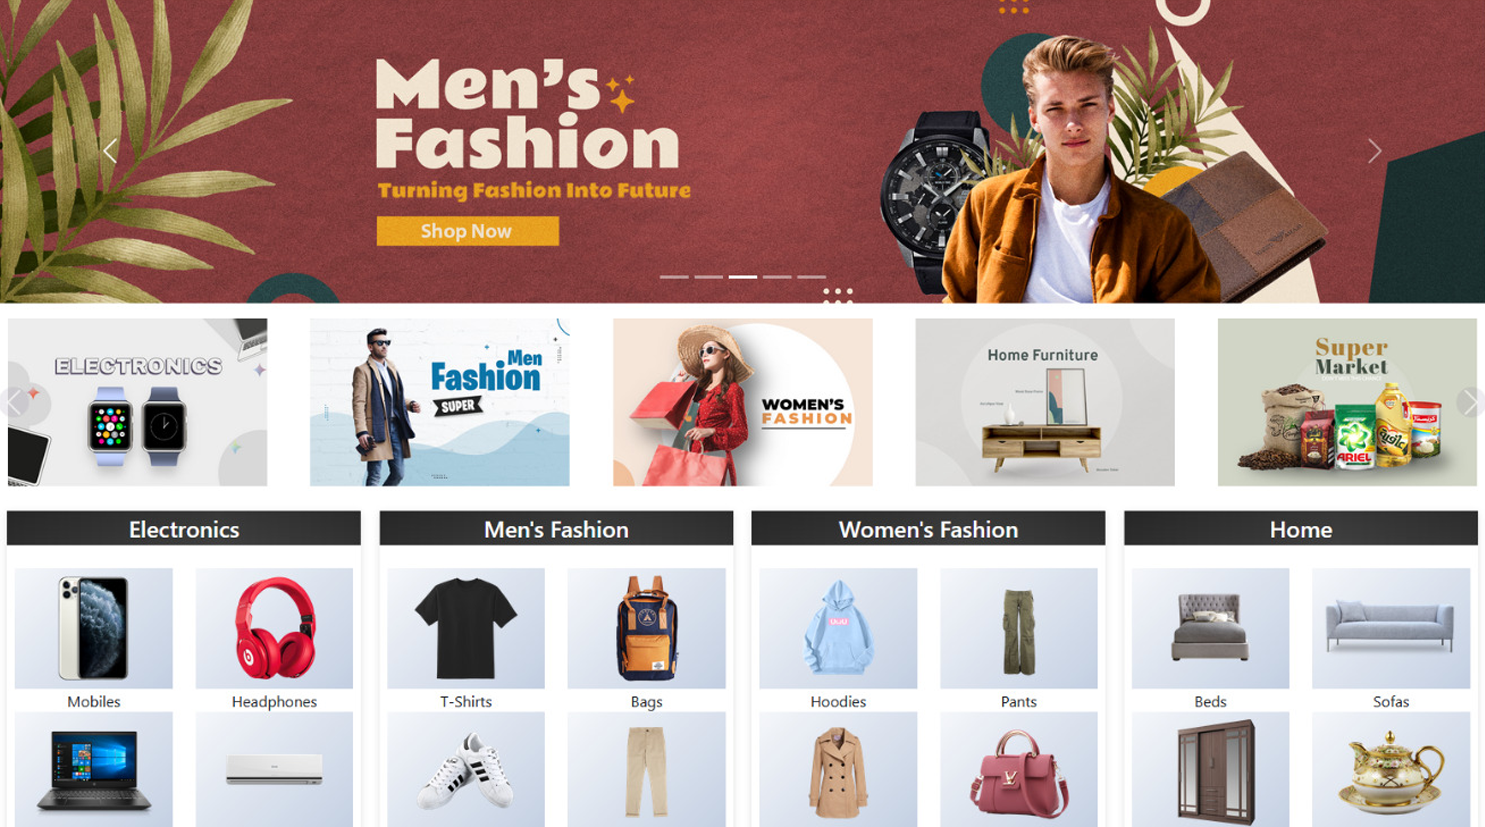 Men's
Fashion
Turning Fashion Into Future
Shop Now
ELECTRONICS
Men
Fashion
SUPER
WOMEN'S
FASHION
Home Furniture
Super
Market
ARIEL
Electronics
Men's Fashion
Women's Fashion
Home
Mobiles
Headphones
T-Shirts
Bags
Hoodies
Pants
Beds
Sofas